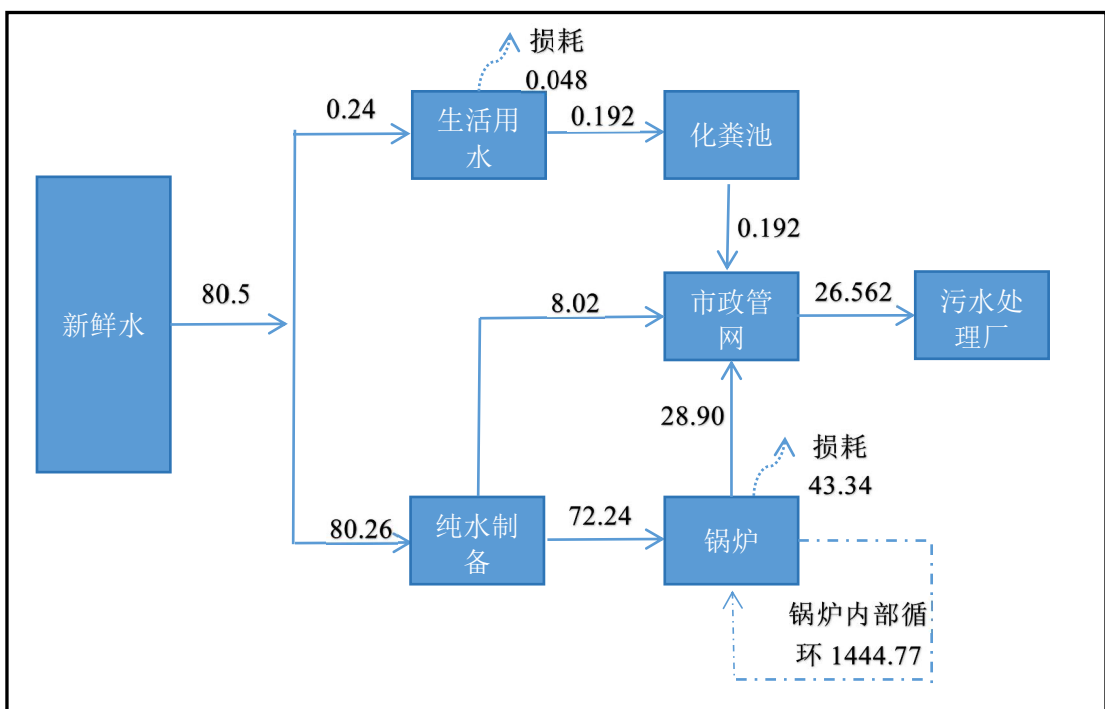 损耗
0.048
0.24
生活用
水
0.192
化粪池
0.192
新鲜水
80.5
8.02
市政管
网
26.562
污水处
理厂
28.90
损耗
43.34
80.26
纯水制
备
72.24
锅炉
锅炉内部循
环 1444.77